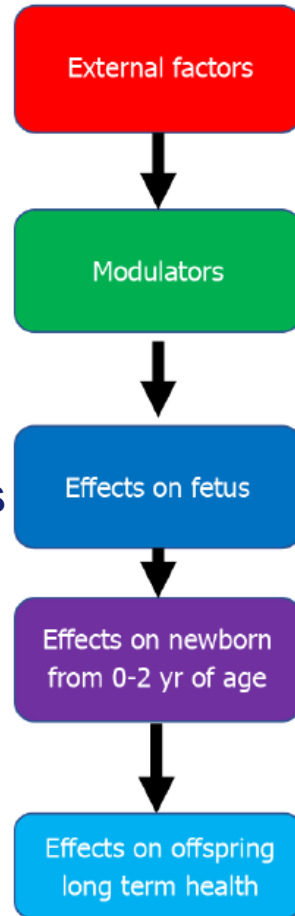 External factors
Modulators
s
Effects on fetus
Effects on newborn
from 0-2 yr of age
Effects on offspring
long term health